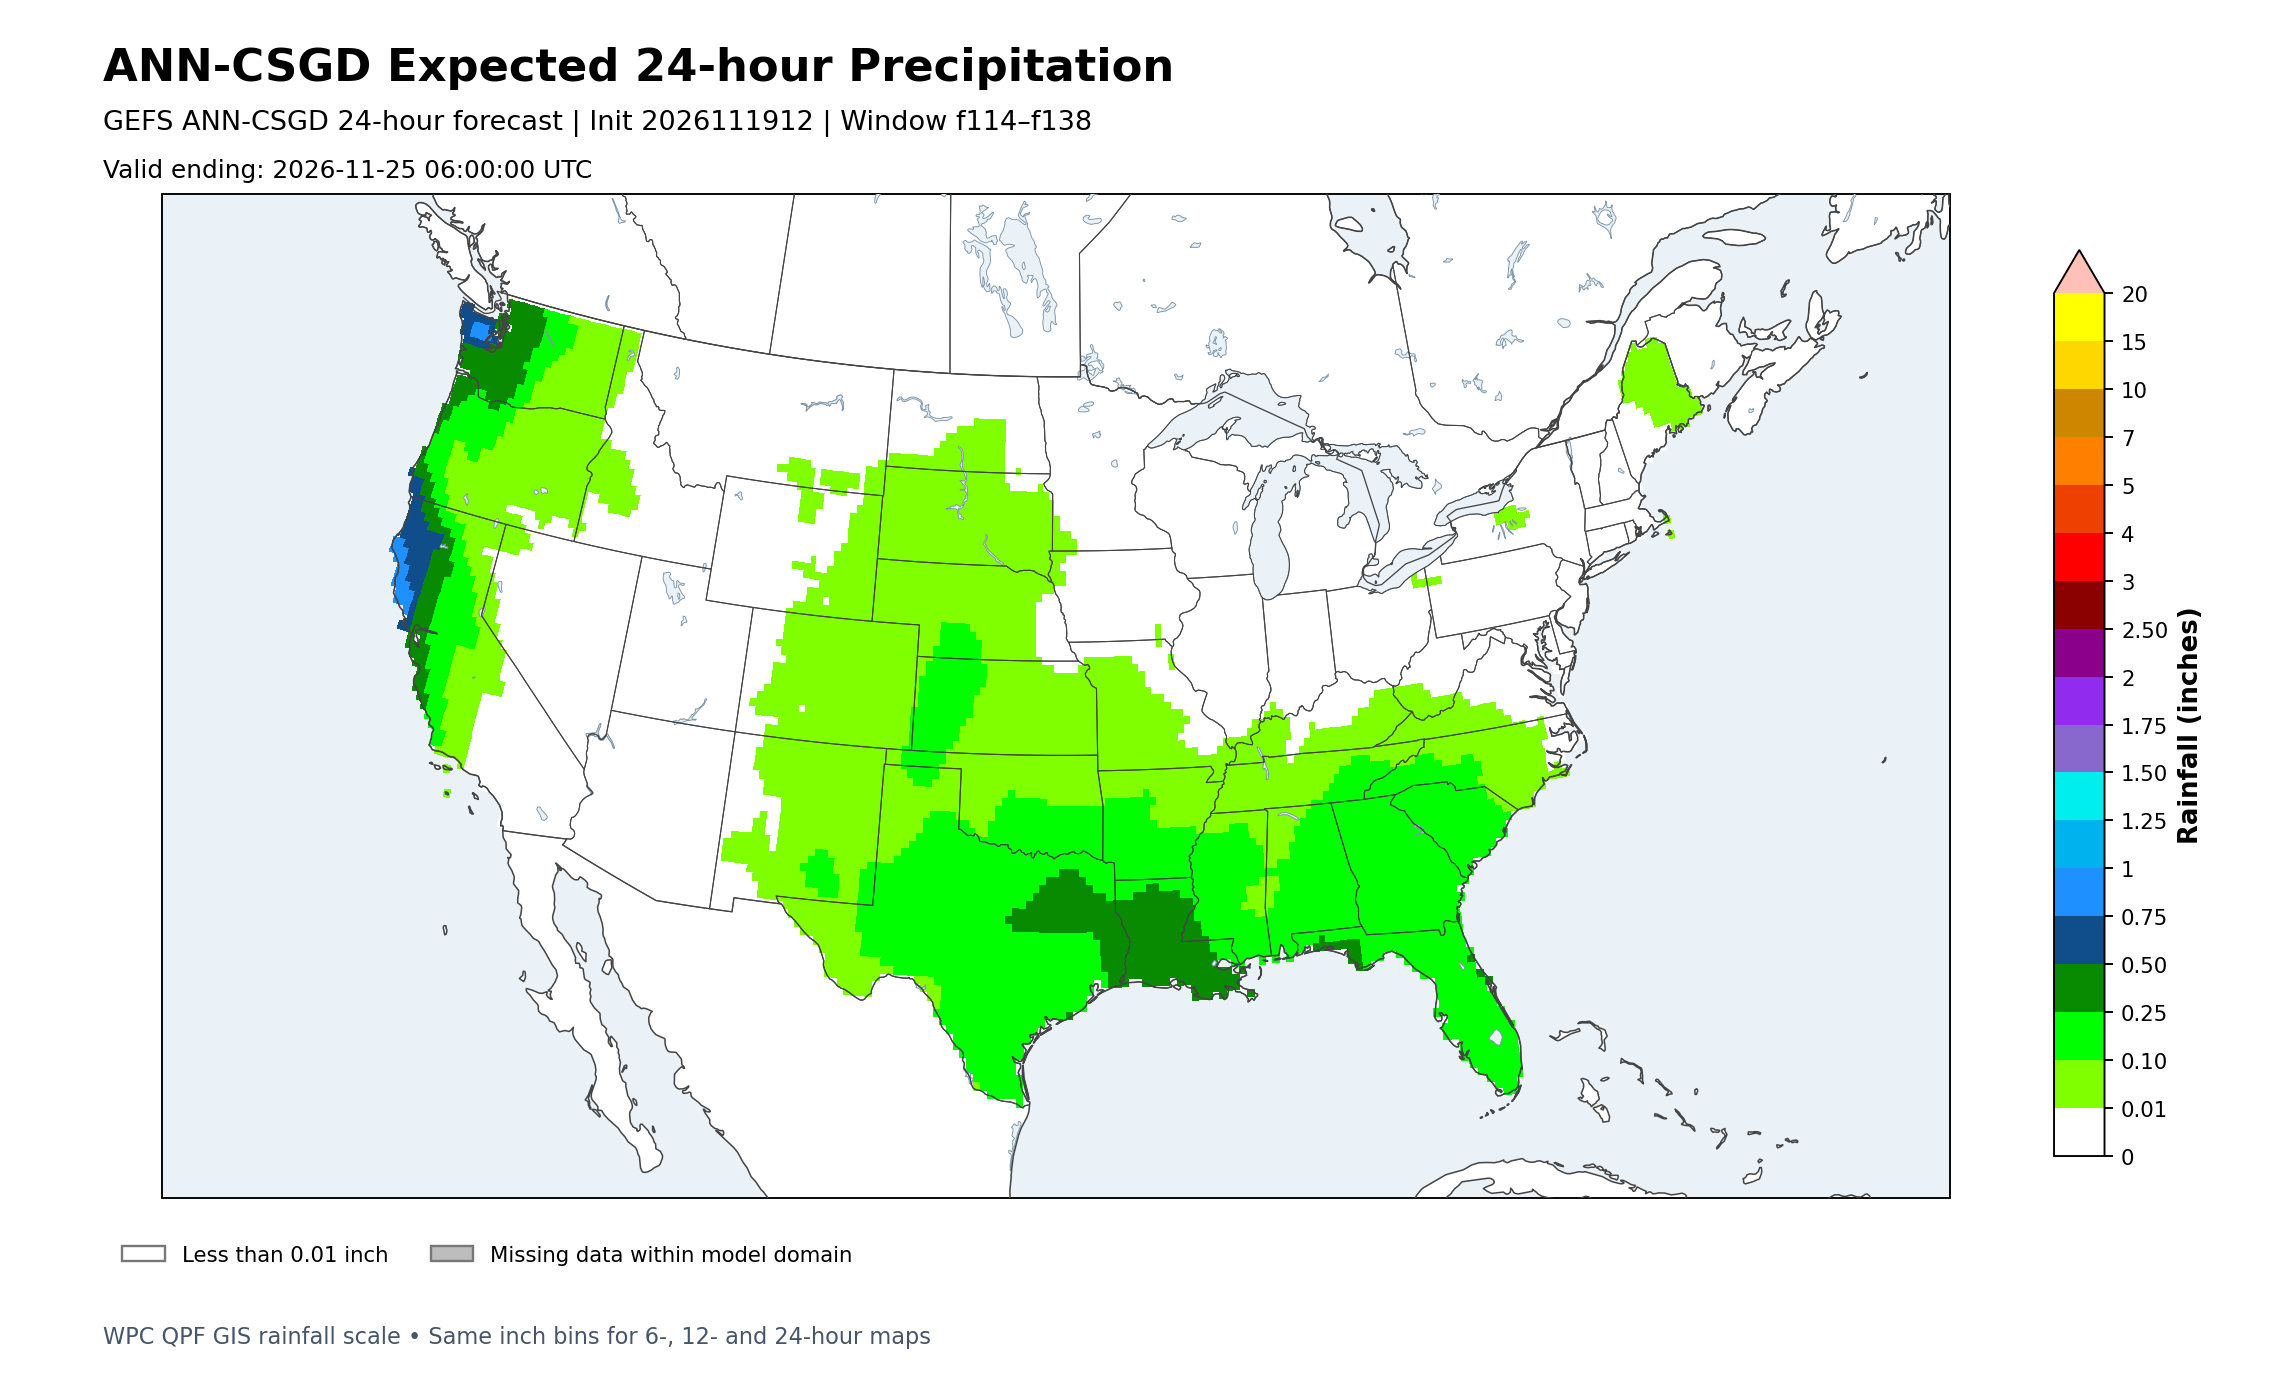 ANN-CSGD Expected 24-hour Precipitation
GEFS ANN-CSGD 24-hour forecast | Init 2026111912 | Window f114–f138
Valid ending: 2026-11-25 06:00:00 UTC
20
15
10
7
5
4
3
2.50
2
1.75
1.50
1.25
1
0.75
0.50
0.25
0.10
0.01
0
Rainfall (inches)
Less than 0.01 inch
Missing data within model domain
WPC QPF GIS rainfall scale • Same inch bins for 6-, 12- and 24-hour maps